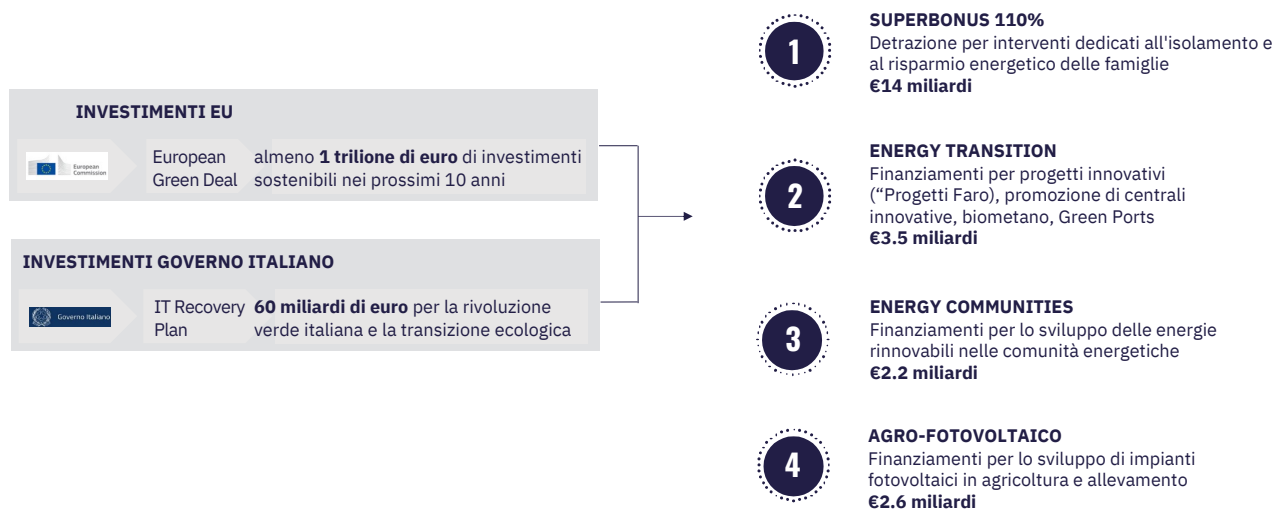 INVESTIMENTI EU
European
Commission
European
Green Deal
almeno 1 trilione di euro di investimenti
sostenibili nei prossimi 10 anni
INVESTIMENTI GOVERNO ITALIANO
Governo Italiano
IT Recovery
Plan
60 miliardi di euro per la rivoluzione
verde italiana e la transizione ecologica
1
SUPERBONUS 110%
Detrazione per interventi dedicati all'isolamento e
al risparmio energetico delle famiglie
€14 miliardi
2
ENERGY TRANSITION
Finanziamenti per progetti innovativi
(“Progetti Faro), promozione di centrali
innovative, biometano, Green Ports
€3.5 miliardi
3
ENERGY COMMUNITIES
Finanziamenti per lo sviluppo delle energie
rinnovabili nelle comunità energetiche
€2.2 miliardi
4
AGRO-FOTOVOLTAICO
Finanziamenti per lo sviluppo di impianti
fotovoltaici in agricoltura e allevamento
€2.6 miliardi